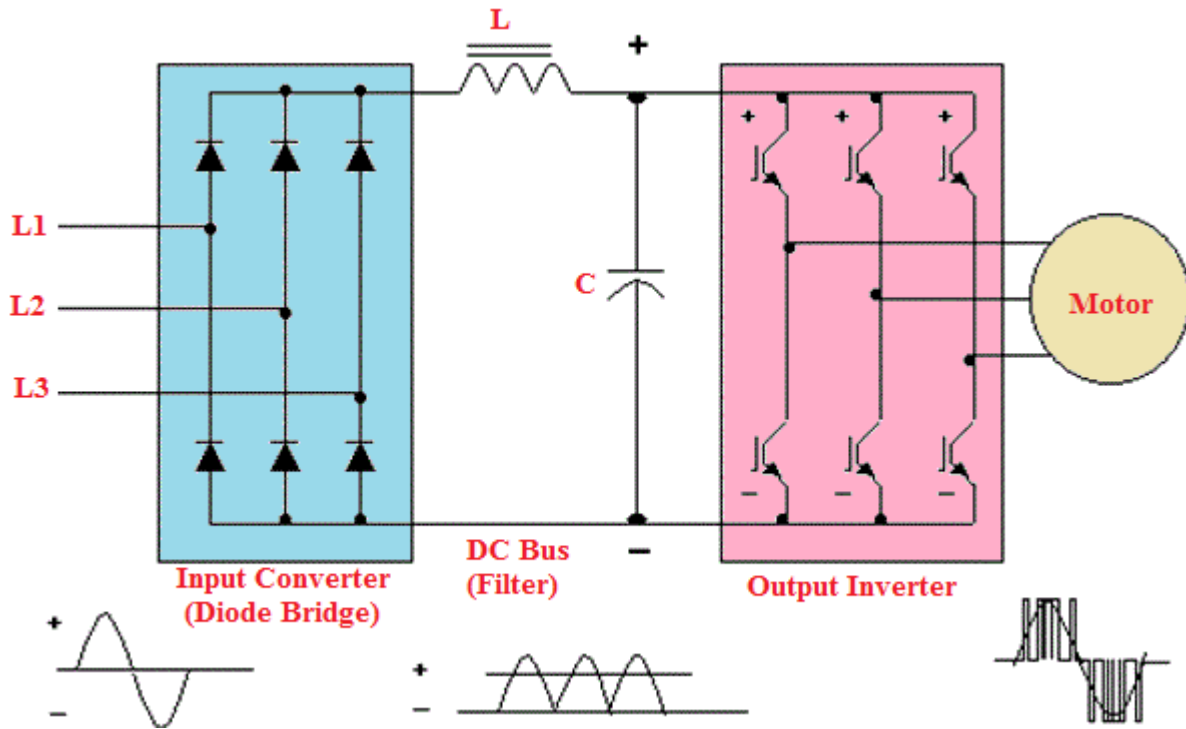 L
+
+ + +
L1
L2
C
Motor
L3
− − −
−
DC Bus
(Filter)
Input Converter
(Diode Bridge)
Output Inverter
+
−
+
−